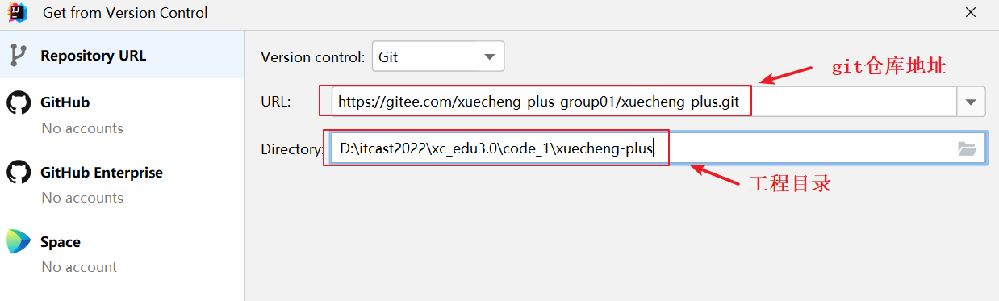 Get from Version Control
Repository URL
Version control: Git
git仓库地址
GitHub
URL: https://gitee.com/xuecheng-plus-group01/xuecheng-plus.git
No accounts
Directory: D:\itcast2022\xc_edu3.0\code_1\xuecheng-plus
GitHub Enterprise
工程目录
No accounts
Space
No account